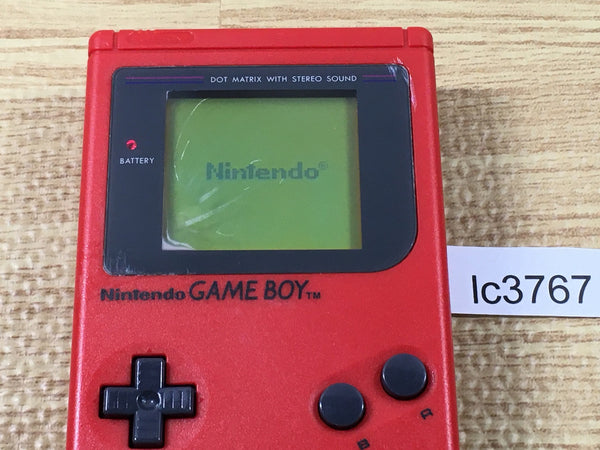 DOT MATRIX WITH STEREO SOUND
BATTERY
Nintendo®
Nintendo GAME BOY™
lc3767
B
A